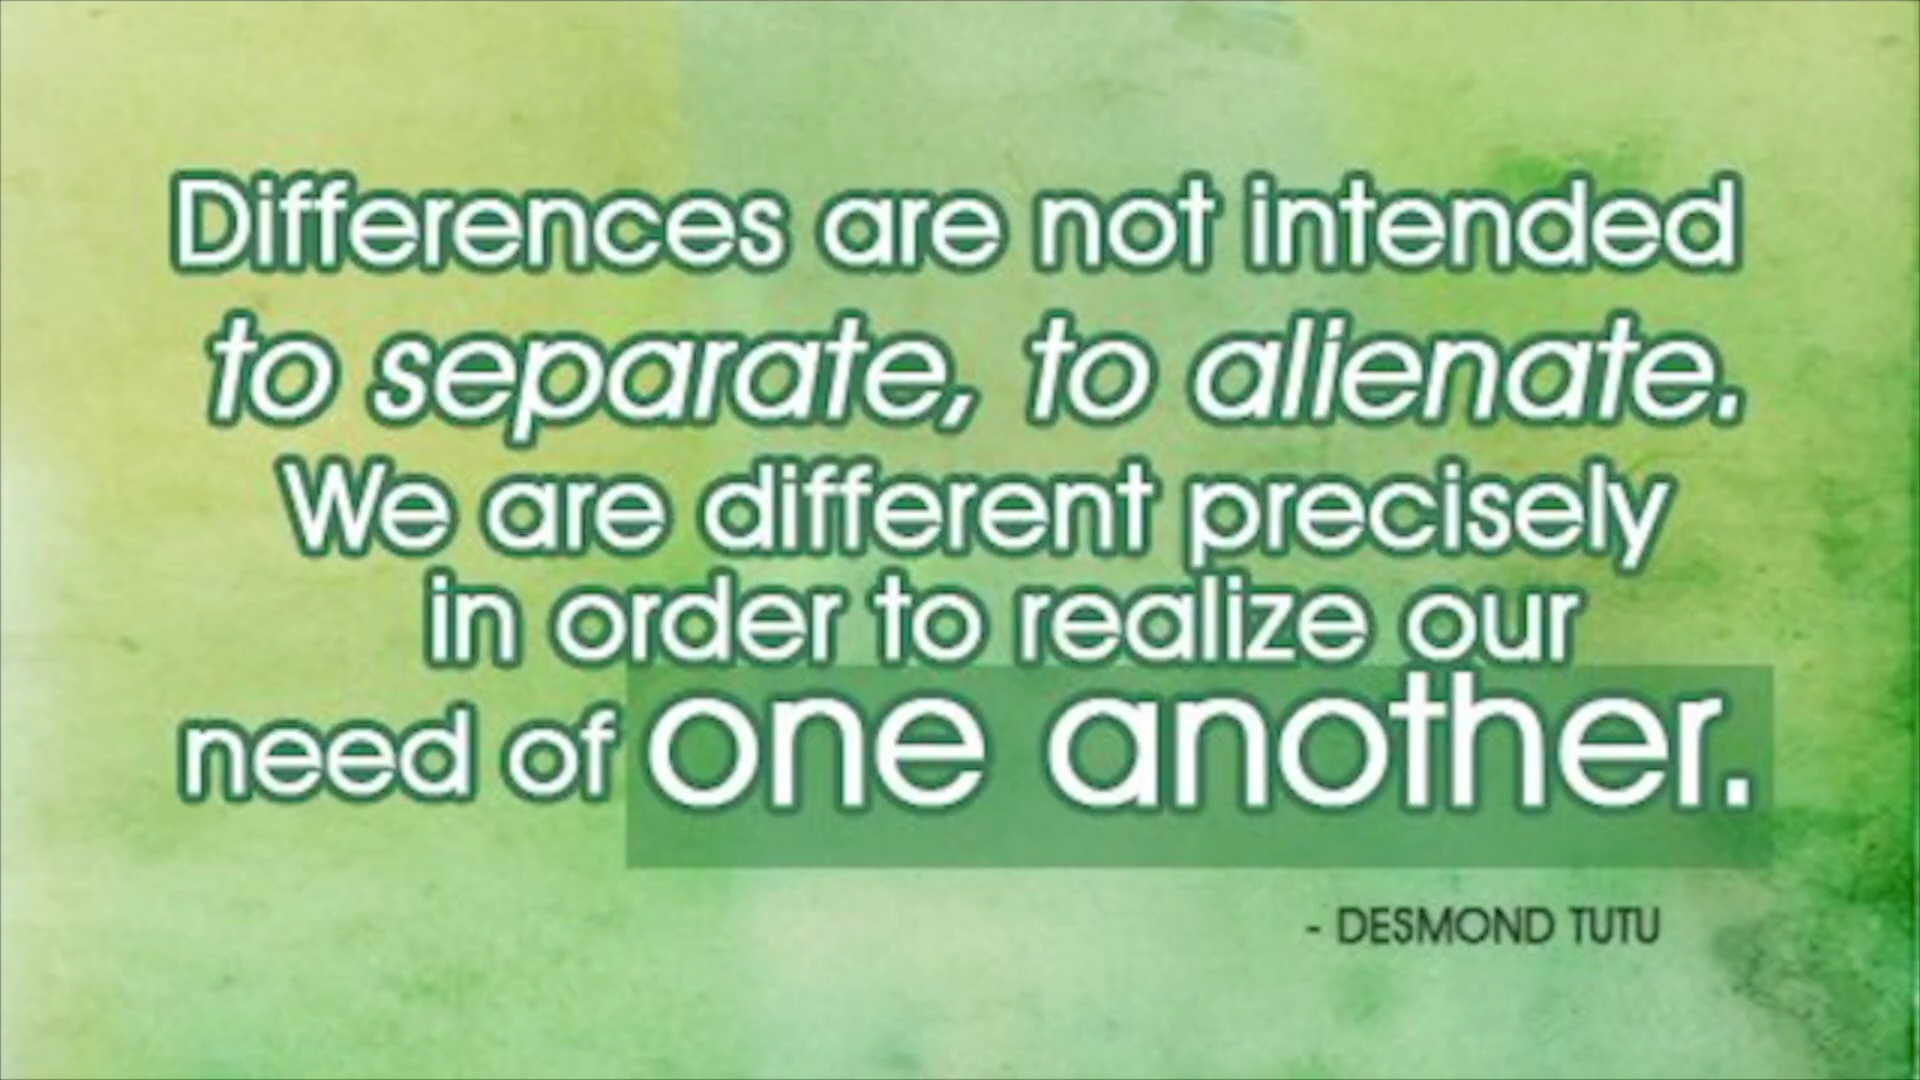 Differences are not intended
to separate, to alienate.
We are different precisely
in order to realize our
need of one another.
- DESMOND TUTU